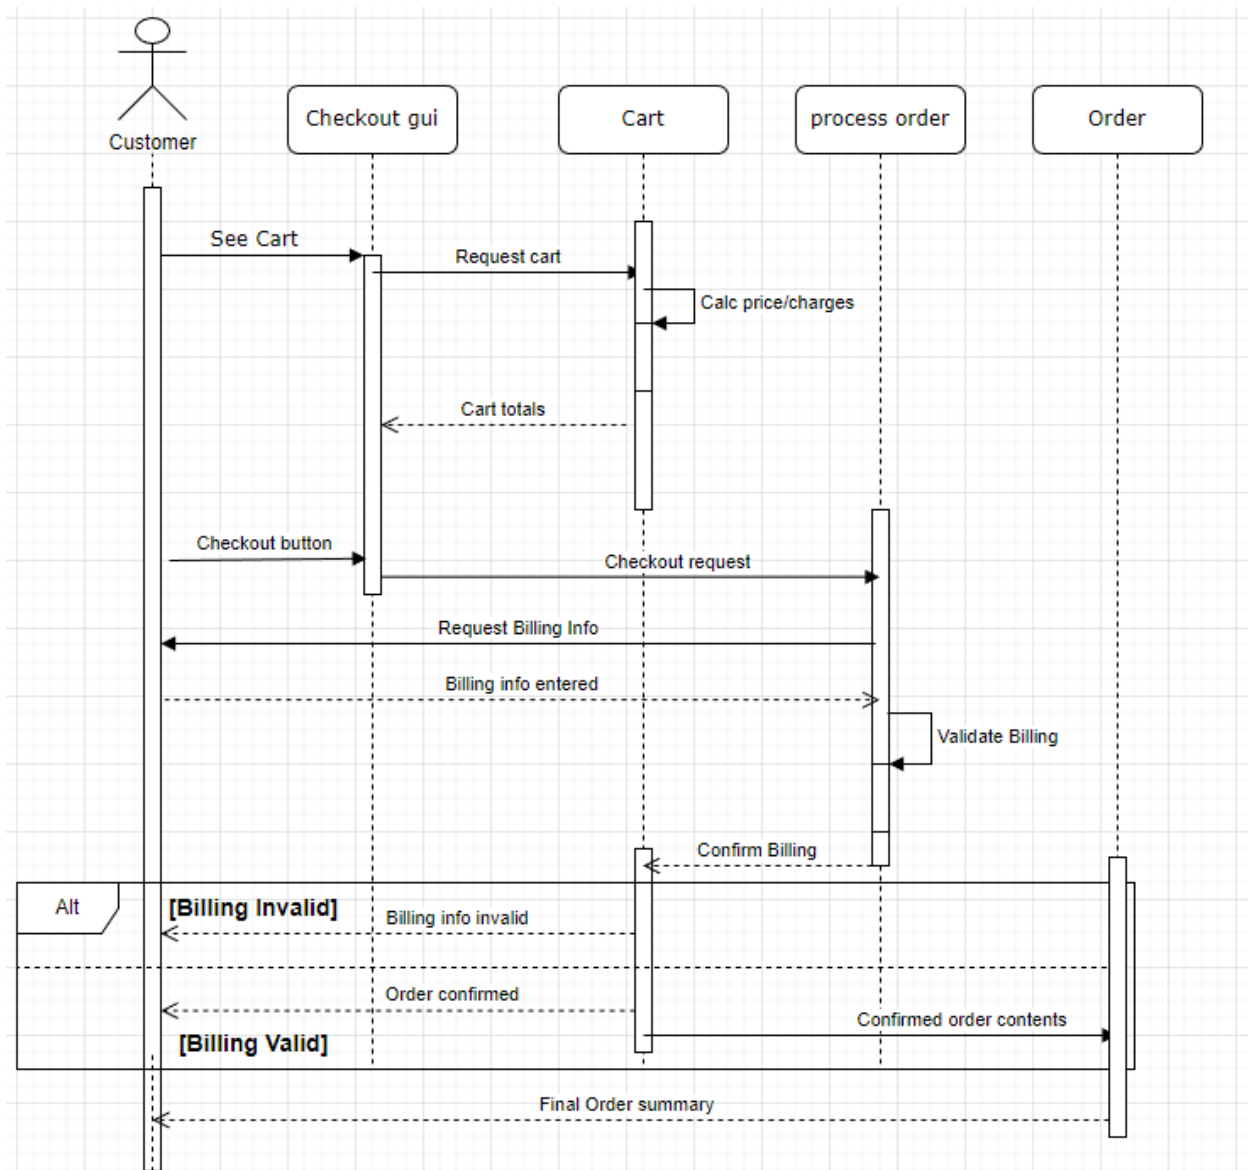 Customer
Checkout gui
Cart
process order
Order
See Cart
Request cart
Calc price/charges
Cart totals
Checkout button
Checkout request
Request Billing Info
Billing info entered
Validate Billing
Confirm Billing
Alt
[Billing Invalid]
Billing info invalid
Order confirmed
Confirmed order contents
[Billing Valid]
Final Order summary